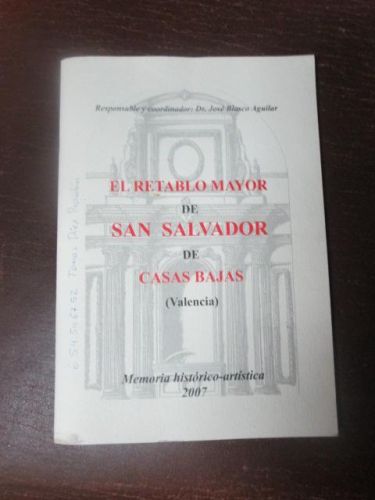 Responsable y coordinador: Dr. José Blasco Aguilar
EL RETABLO MAYOR
DE
SAN SALVADOR
DE
CASAS BAJAS
(Valencia)
Memoria histórico-artística
2007